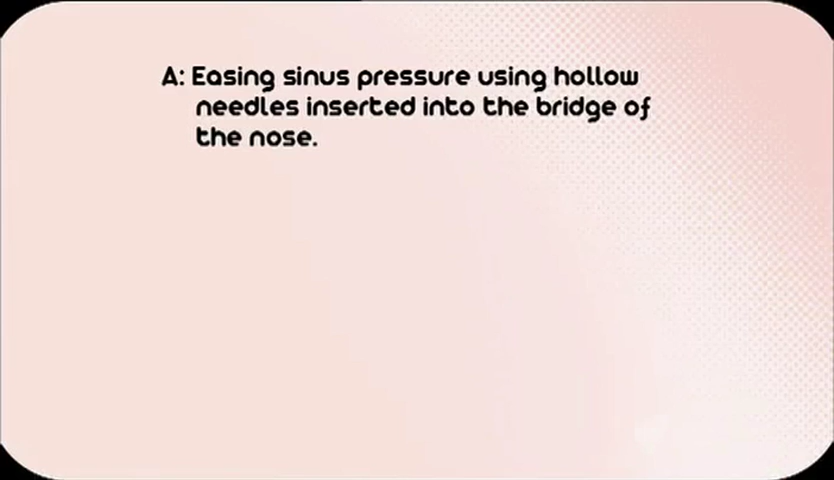 A: Easing sinus pressure using hollow
needles inserted into the bridge of
the nose.